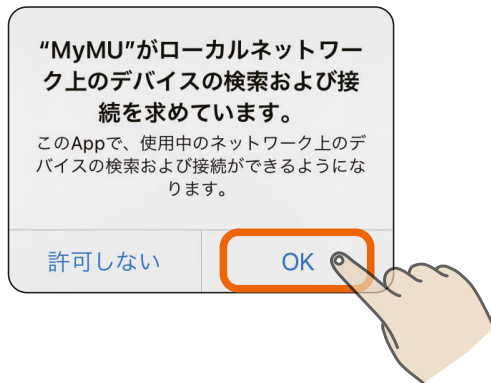 “MyMU”がローカルネットワー
ク上のデバイスの検索および接
続を求めています。
このAppで、使用中のネットワーク上のデ
バイスの検索および接続ができるようにな
ります。
許可しない
OK